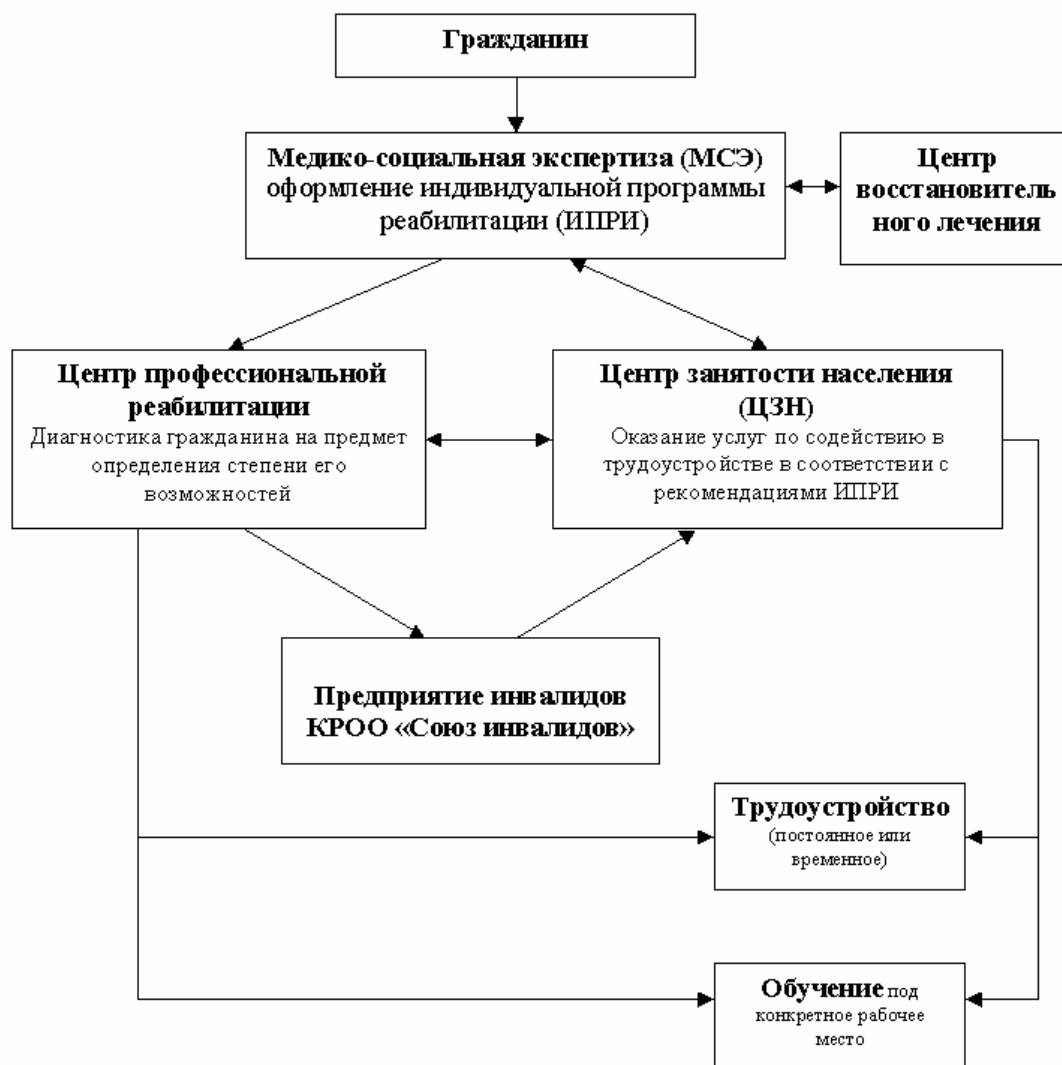 Гражданин
Медико-социальная экспертиза (МСЭ)
оформление индивидуальной программы
реабилитации (ИПРИ)
Центр
восстановитель
ного лечения
Центр профессиональной
реабилитации
Диагностика гражданина на предмет
определения степени его
возможностей
Центр занятости населения
(ЦЗН)
Оказание услуг по содействию в
трудоустройстве в соответствии с
рекомендациями ИПРИ
Предприятие инвалидов
КРОО «Союз инвалидов»
Трудоустройство
(постоянное или
временное)
Обучение под
конкретное рабочее
место